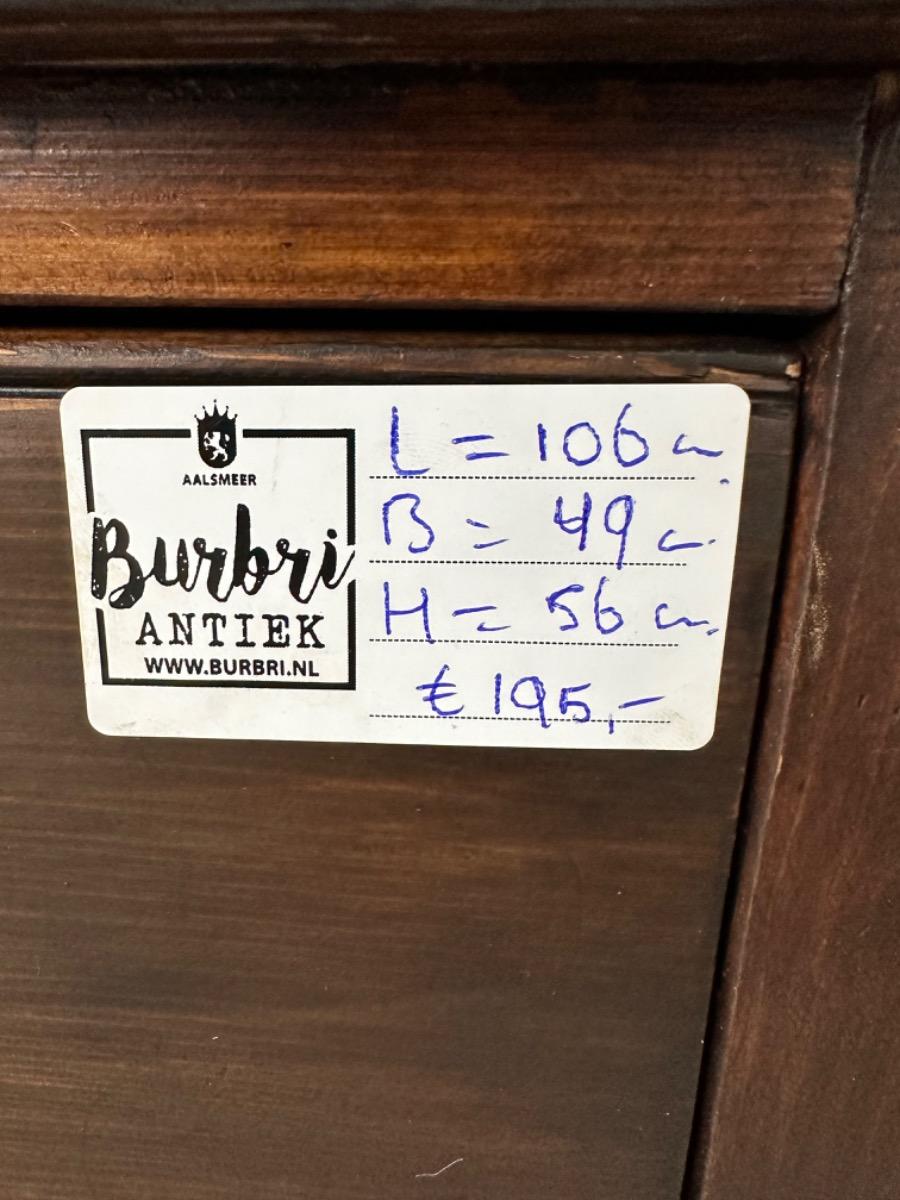 AALSMEER
Burbri
ANTIEK
WWW.BURBRI.NL
L = 106 cm.
B = 49 cm.
H = 56 cm.
€ 195,-